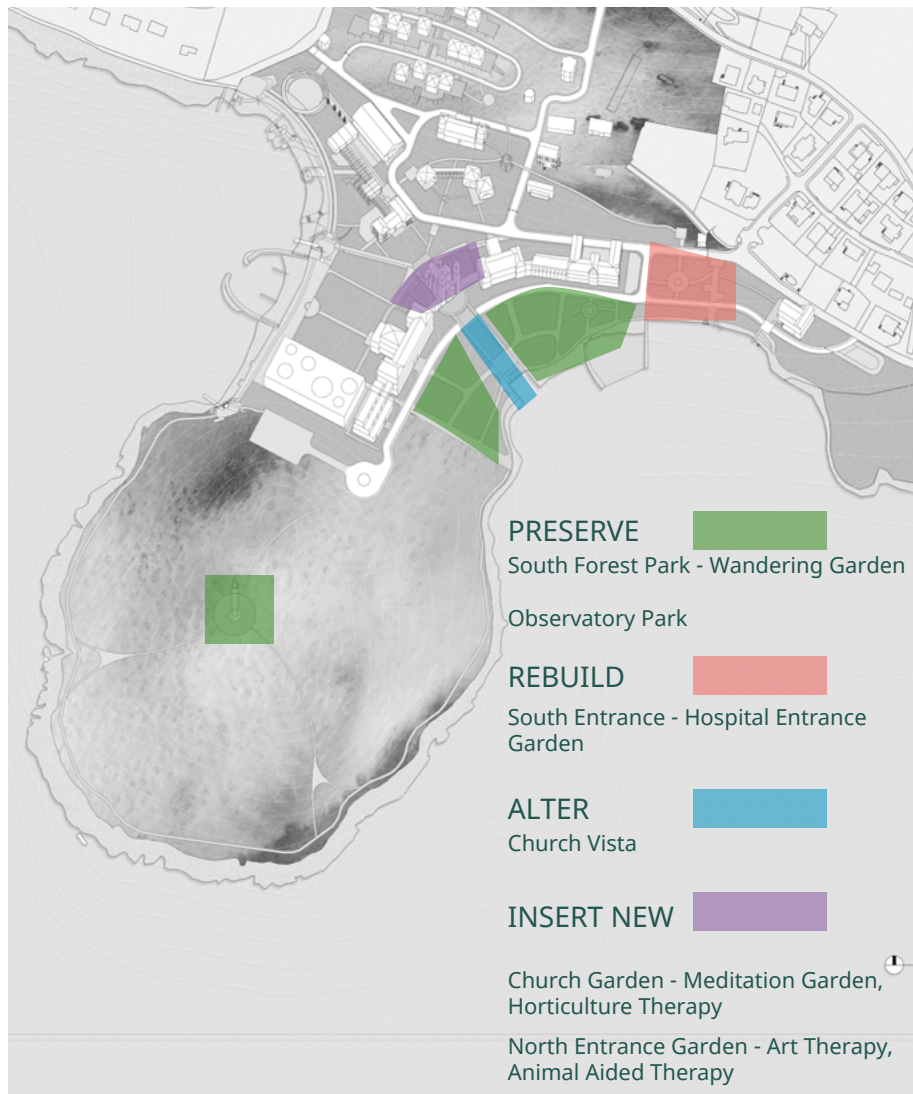 PRESERVE
South Forest Park - Wandering Garden
Observatory Park
REBUILD
South Entrance - Hospital Entrance
Garden
ALTER
Church Vista
INSERT NEW
Church Garden - Meditation Garden,
Horticulture Therapy
North Entrance Garden - Art Therapy,
Animal Aided Therapy